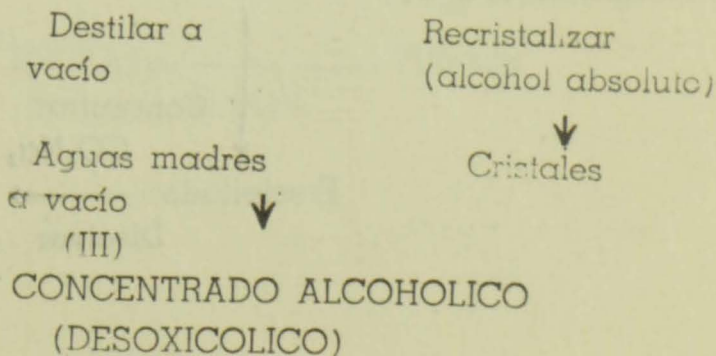 Destilar a
vacío
Recristalizar
(alcohol absoluto)
Aguas madres
a vacío
(III)
Cristales
CONCENTRADO ALCOHOLICO
(DESOXICOLICO)